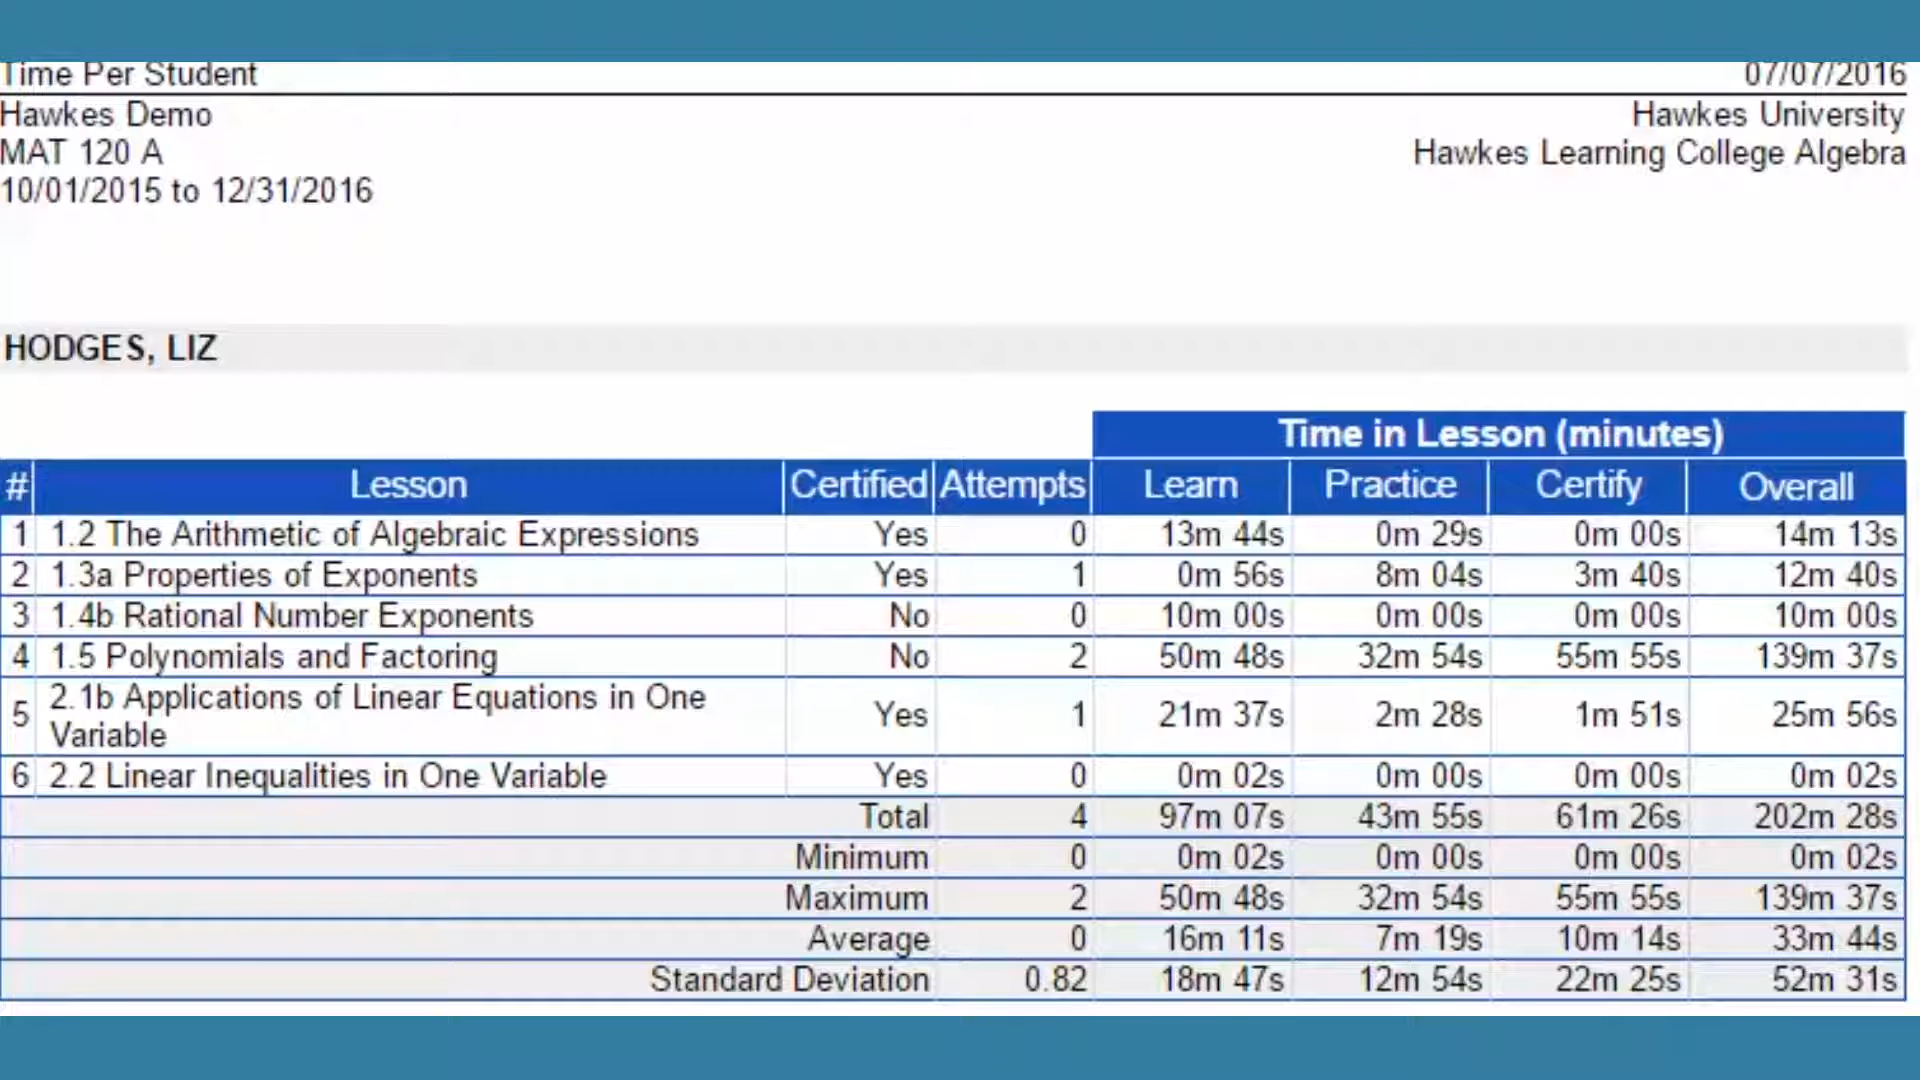 Time Per Student 07/07/2016
Hawkes Demo Hawkes University
MAT 120 A Hawkes Learning College Algebra
10/01/2015 to 12/31/2016
HODGES, LIZ
Time in Lesson (minutes)
# Lesson Certified Attempts Learn Practice Certify Overall
1 1.2 The Arithmetic of Algebraic Expressions Yes 0 13m 44s 0m 29s 0m 00s 14m 13s
2 1.3a Properties of Exponents Yes 1 0m 56s 8m 04s 3m 40s 12m 40s
3 1.4b Rational Number Exponents No 0 10m 00s 0m 00s 0m 00s 10m 00s
4 1.5 Polynomials and Factoring No 2 50m 48s 32m 54s 55m 55s 139m 37s
5 2.1b Applications of Linear Equations in One
Variable Yes 1 21m 37s 2m 28s 1m 51s 25m 56s
6 2.2 Linear Inequalities in One Variable Yes 0 0m 02s 0m 00s 0m 00s 0m 02s
Total 4 97m 07s 43m 55s 61m 26s 202m 28s
Minimum 0 0m 02s 0m 00s 0m 00s 0m 02s
Maximum 2 50m 48s 32m 54s 55m 55s 139m 37s
Average 0 16m 11s 7m 19s 10m 14s 33m 44s
Standard Deviation 0.82 18m 47s 12m 54s 22m 25s 52m 31s